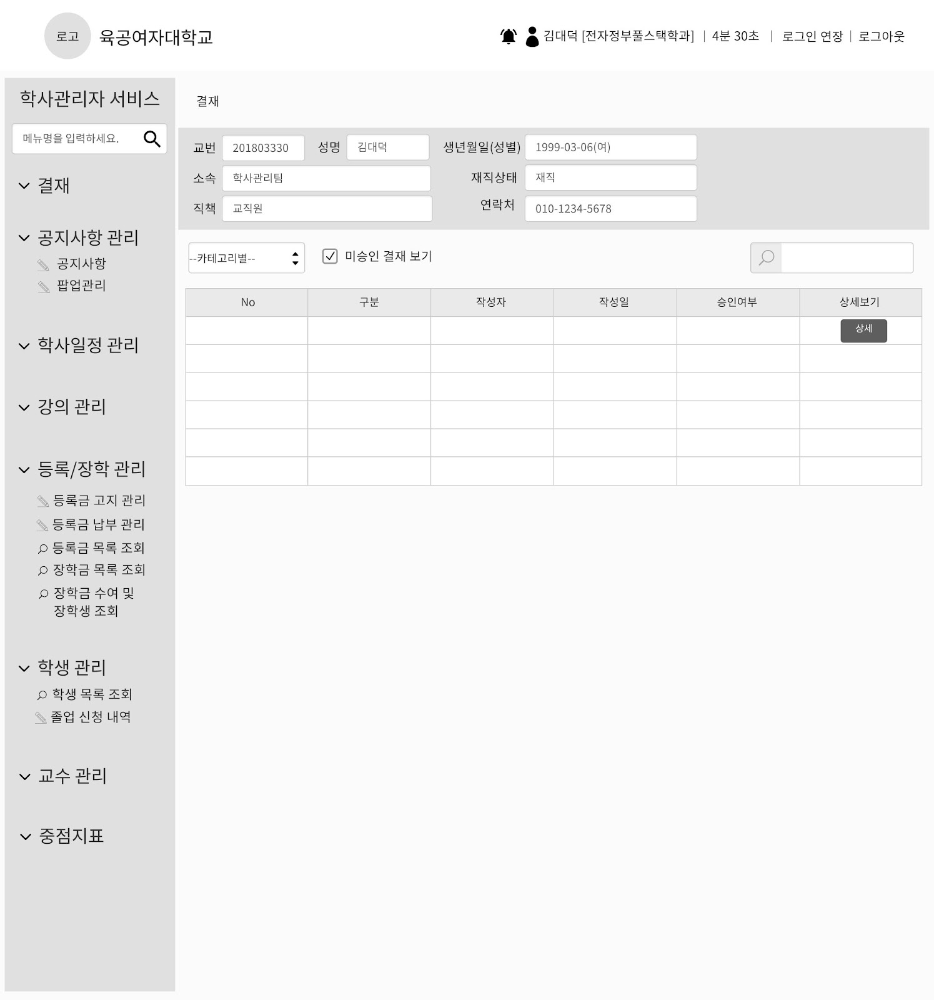 로고
육공여자대학교
김대덕 [전자정부풀스택학과] | 4분 30초 | 로그인 연장 | 로그아웃
학사관리자 서비스
메뉴명을 입력하세요.
결재
공지사항 관리
공지사항
팝업관리
학사일정 관리
강의 관리
등록/장학 관리
등록금 고지 관리
등록금 납부 관리
등록금 목록 조회
장학금 목록 조회
장학금 수여 및
장학생 조회
학생 관리
학생 목록 조회
졸업 신청 내역
교수 관리
중점지표
결재
교번 201803330 성명 김대덕 생년월일(성별) 1999-03-06(여)
소속 학사관리팀 재직상태 재직
직책 교직원 연락처 010-1234-5678
--카테고리별-- 미승인 결재 보기
No 구분 작성자 작성일 승인여부 상세보기
상세